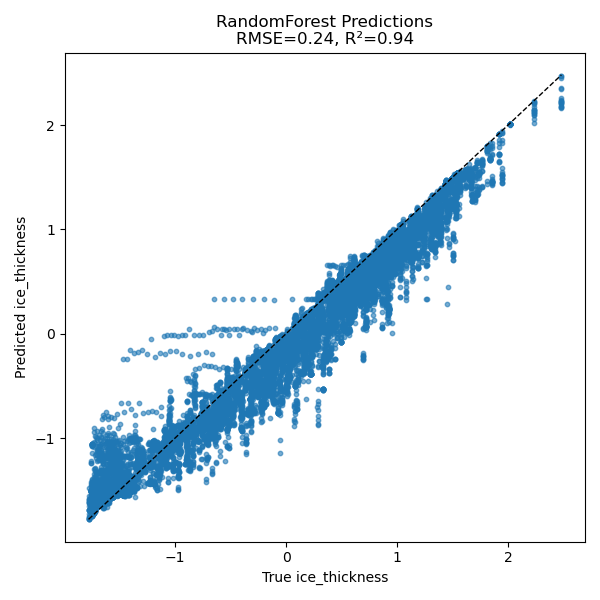 RandomForest Predictions
RMSE=0.24, R²=0.94
Predicted ice_thickness
2
1
0
−1
−1
0
1
2
True ice_thickness